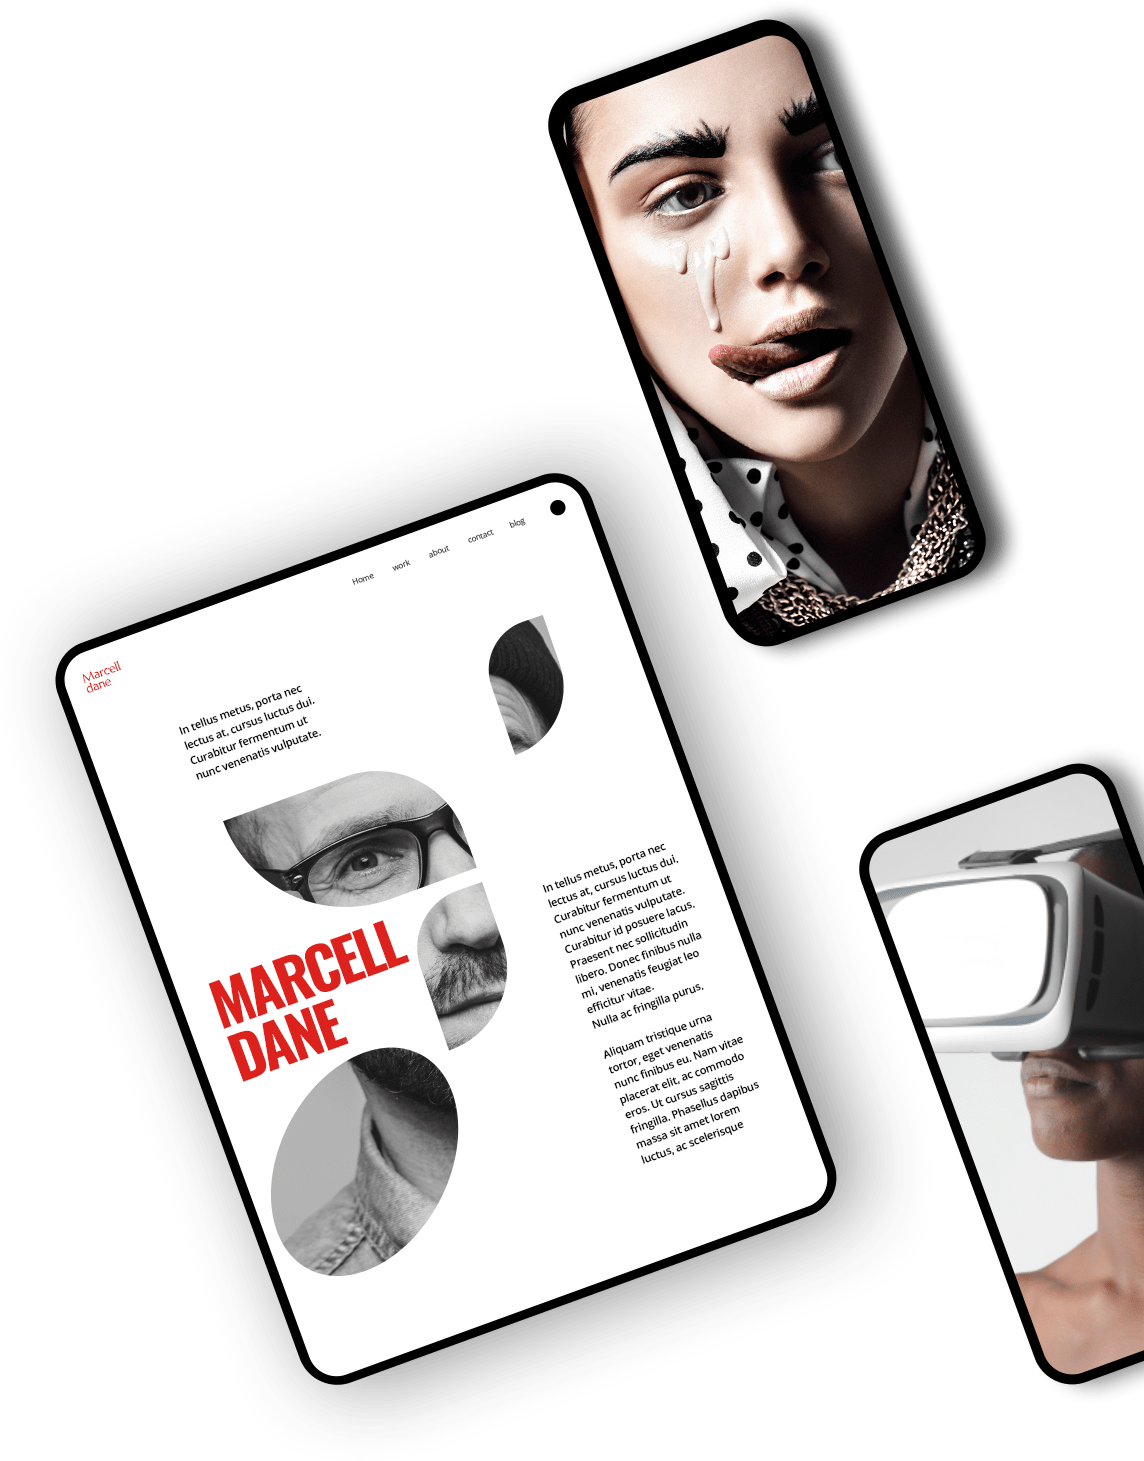 Home work about contact blog
Marcell
dane
In tellus metus, porta nec
lectus at, cursus luctus dui.
Curabitur fermentum ut
nunc venenatis vulputate.
MARCELL
DANE
In tellus metus, porta nec
lectus at, cursus luctus dui.
Curabitur fermentum ut
nunc venenatis vulputate.
Curabitur id posuere lacus.
Praesent nec sollicitudin
libero. Donec finibus nulla
mi, venenatis feugiat leo
efficitur vitae.
Nulla ac fringilla purus.
Aliquam tristique urna
tortor, eget venenatis
nunc finibus eu. Nam vitae
placerat elit, ac commodo
eros. Ut cursus sagittis
fringilla. Phasellus dapibus
massa sit amet lorem
luctus, ac scelerisque